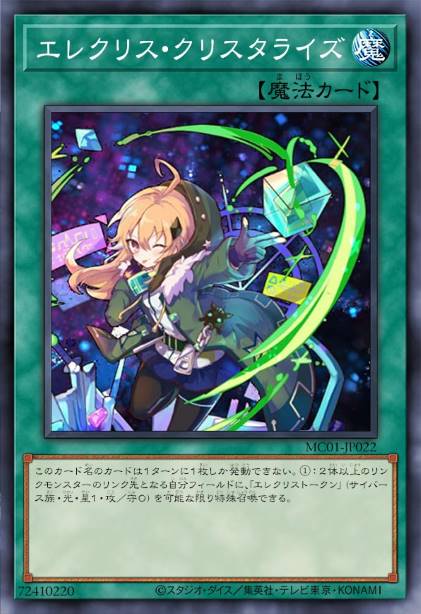 エレクリス・クリスタライズ
魔
【魔法カード】
MC01-JP022
このカード名のカードは1ターンに1枚しか発動できない。①:2体以上のリン
クモンスターのリンク先となる自分フィールドに、「エレクリストークン」(サイバー
ス族・光・星1・攻/守0)を可能な限り特殊召喚できる。
72410220
©スタジオ・ダイス/集英社・テレビ東京・KONAMI